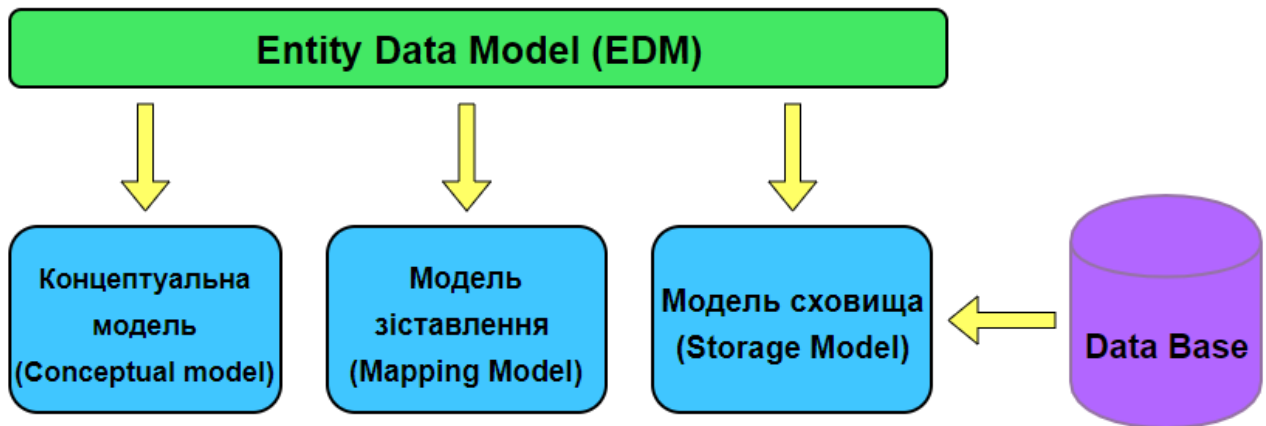 Entity Data Model (EDM)
Концептуальна
модель
(Conceptual model)
Модель
зіставлення
(Mapping Model)
Модель сховища
(Storage Model)
Data Base